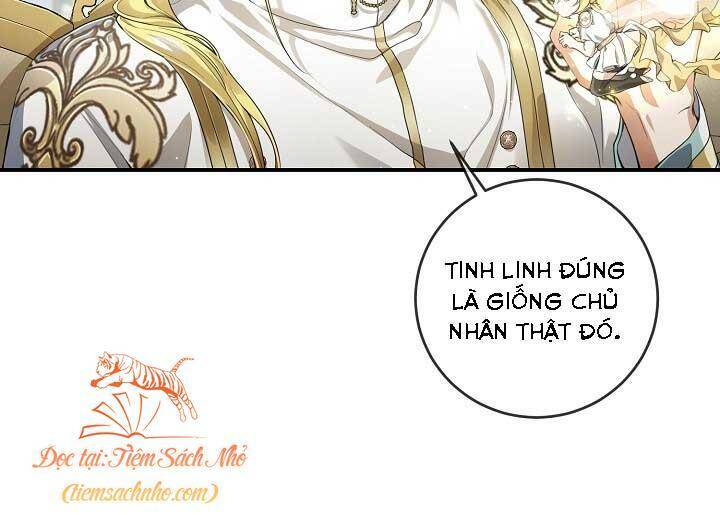 TINH LINH ĐÚNG
LÀ GIỐNG CHỦ
NHÂN THẬT ĐÓ.
Đọc tại: Tiệm Sách Nhỏ
(tiemsachnho.com)